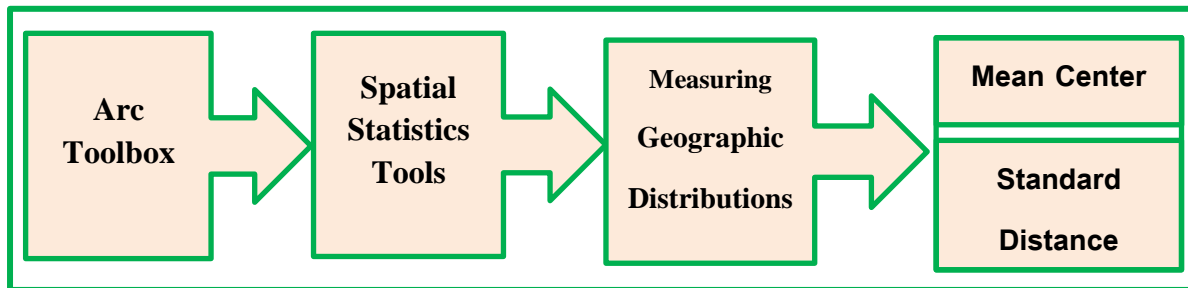 Arc
Toolbox
Spatial
Statistics
Tools
Measuring
Geographic
Distributions
Mean Center
Standard
Distance